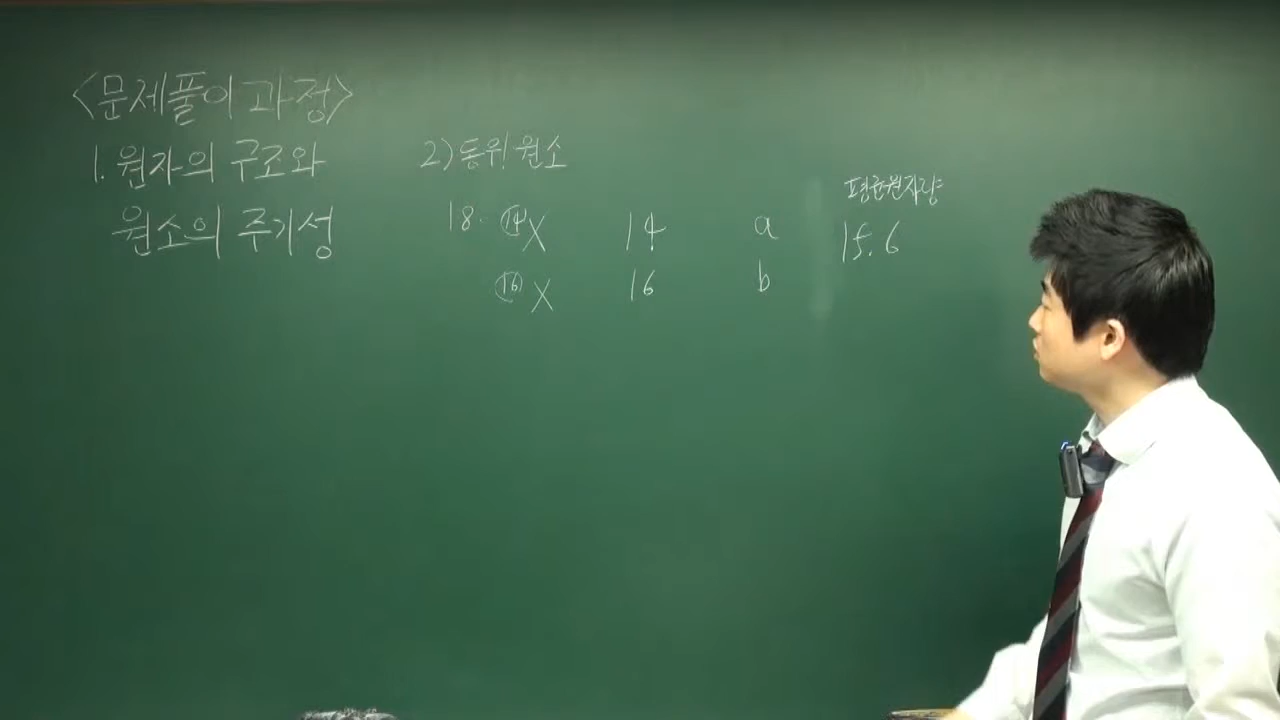 <문제풀이 과정>
1. 원자의 구조와
원소의 주기성
2) 동위원소
평균원자량
18. ⑭X 14 a 15.6
⑯X 16 b